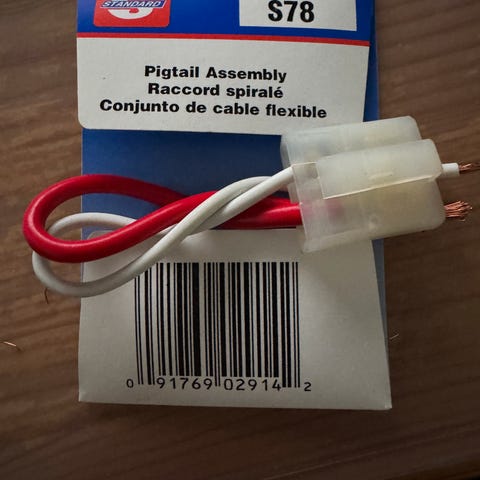 STANDARD
S78
Pigtail Assembly
Raccord spiralé
Conjunto de cable flexible
0 91769 02914 2